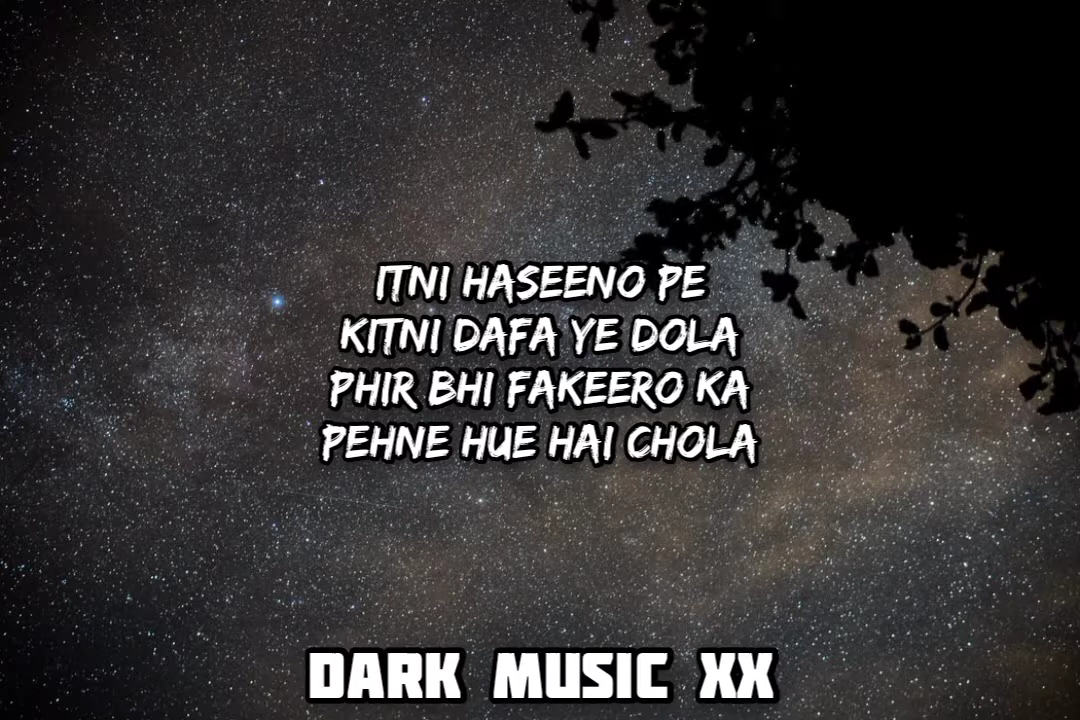 ITNI HASEENO PE
KITNI DAFA YE DOLA
PHIR BHI FAKEERO KA
PEHNE HUE HAI CHOLA
DARK MUSIC XX